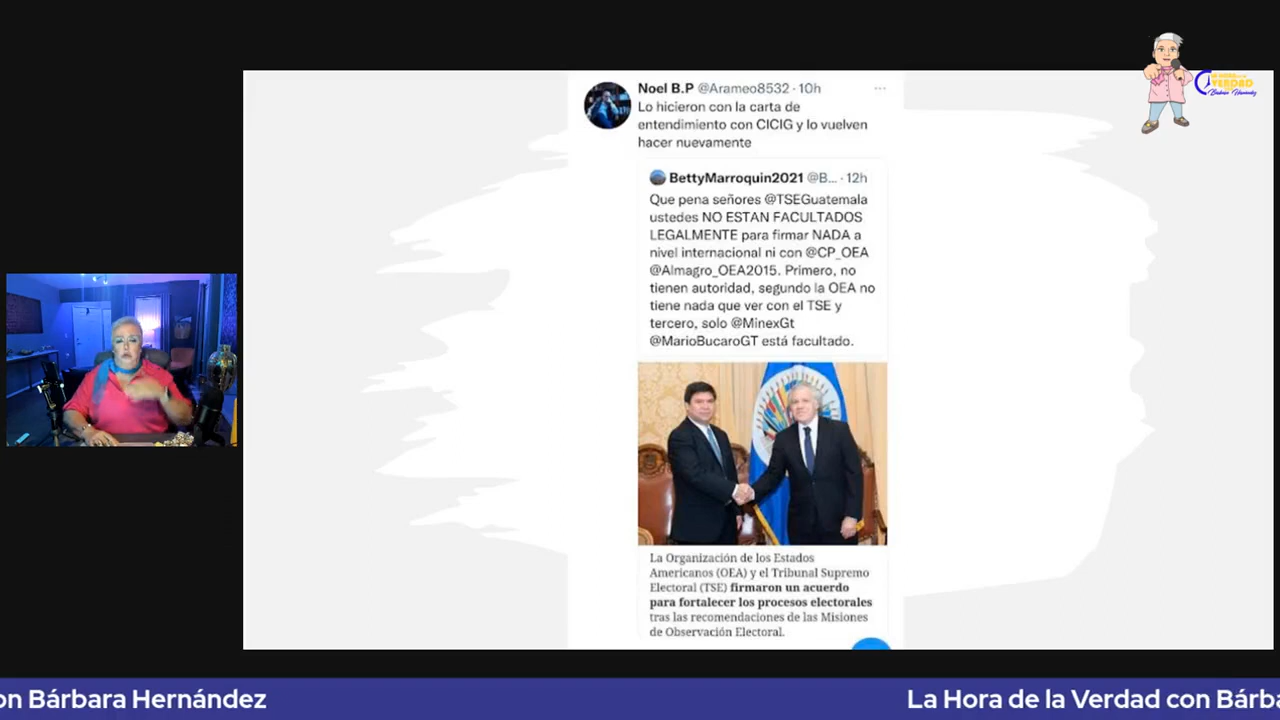 Noel B.P @Arameo8532 · 10h
Lo hicieron con la carta de
entendimiento con CICIG y lo vuelven
hacer nuevamente
BettyMarroquin2021 @B... · 12h
Que pena señores @TSEGuatemala
ustedes NO ESTAN FACULTADOS
LEGALMENTE para firmar NADA a
nivel internacional ni con @CP_OEA
@Almagro_OEA2015. Primero, no
tienen autoridad, segundo la OEA no
tiene nada que ver con el TSE y
tercero, solo @MinexGt
@MarioBucaroGT está facultado.
La Organización de los Estados
Americanos (OEA) y el Tribunal Supremo
Electoral (TSE) firmaron un acuerdo
para fortalecer los procesos electorales
tras las recomendaciones de las Misiones
de Observación Electoral.
VERDAD
Bárbara Hernández
on Bárbara Hernández
La Hora de la Verdad con Bárba